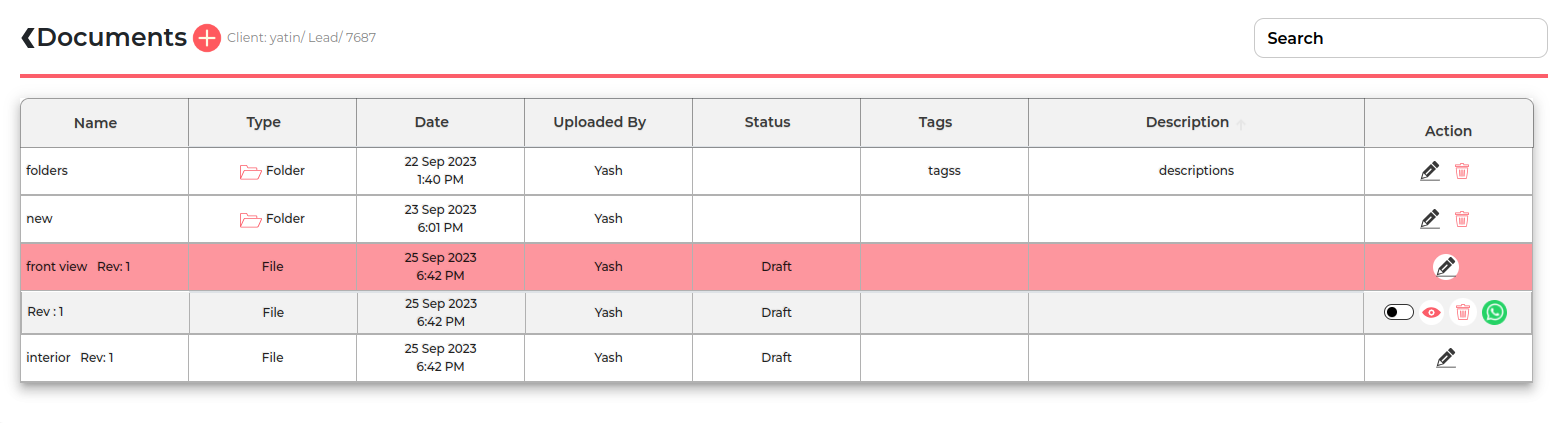 Documents Client: yatin/ Lead/ 7687 Search
Name Type Date Uploaded By Status Tags Description Action
folders Folder 22 Sep 2023 1:40 PM Yash tagss descriptions
new Folder 23 Sep 2023 6:01 PM Yash
front view Rev: 1 File 25 Sep 2023 6:42 PM Yash Draft
Rev : 1 File 25 Sep 2023 6:42 PM Yash Draft
interior Rev: 1 File 25 Sep 2023 6:42 PM Yash Draft